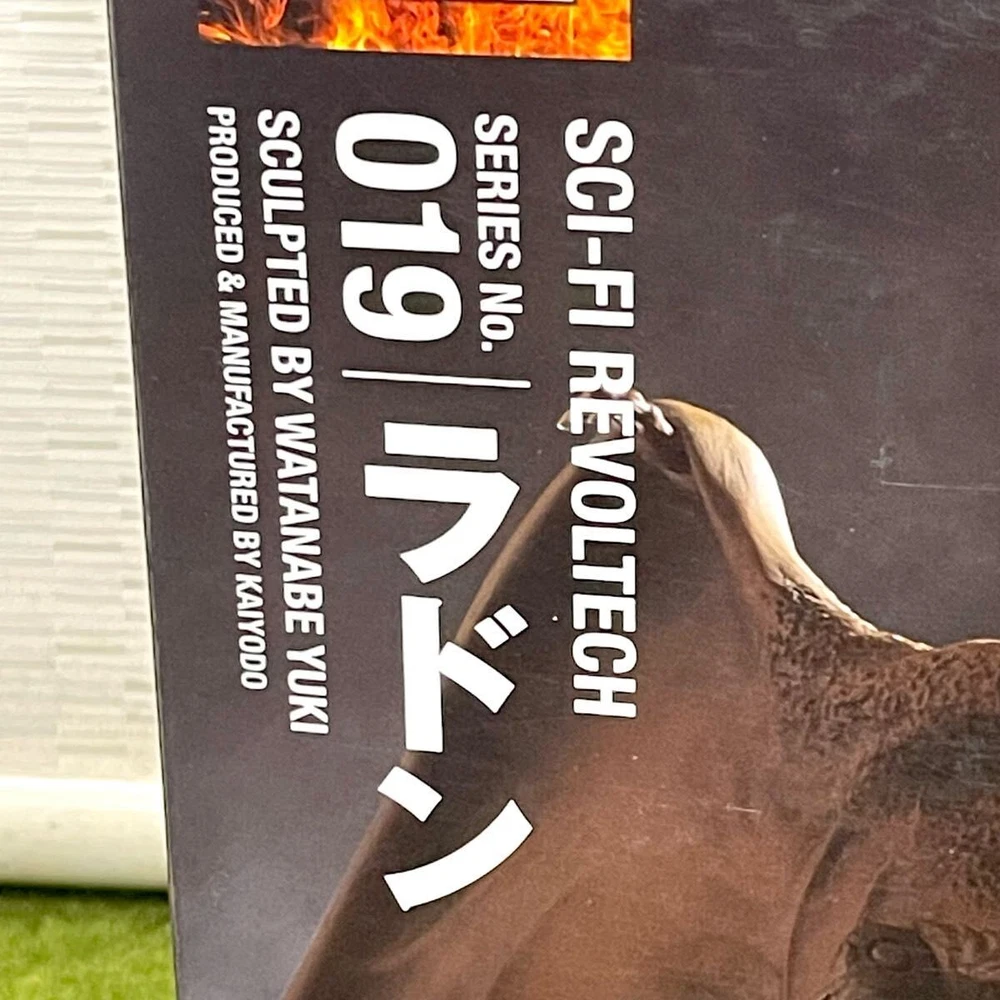 SCI-FI REVOLTECH
SERIES No.
019 ラドン
SCULPTED BY WATANABE YUKI
PRODUCED & MANUFACTURED BY KAIYODO